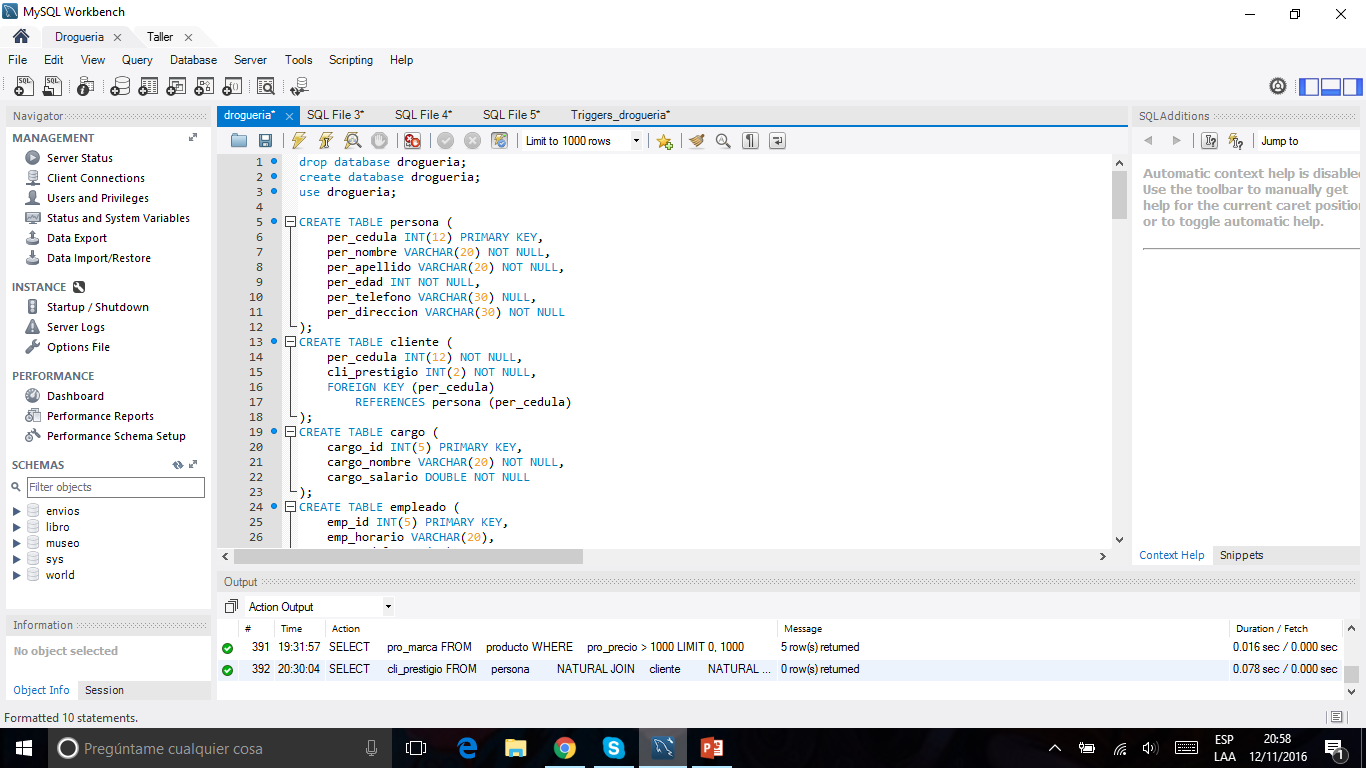 MySQL Workbench
Drogueria
Taller
File Edit View Query Database Server Tools Scripting Help
Navigator
MANAGEMENT
Server Status
Client Connections
Users and Privileges
Status and System Variables
Data Export
Data Import/Restore
INSTANCE
Startup / Shutdown
Server Logs
Options File
PERFORMANCE
Dashboard
Performance Reports
Performance Schema Setup
SCHEMAS
Filter objects
envios
libro
museo
sys
world
Information
No object selected
Object Info Session
drogueria* SQL File 3* SQL File 4* SQL File 5* Triggers_drogueria*
Limit to 1000 rows
1 drop database drogueria;
2 create database drogueria;
3 use drogueria;
4
5 CREATE TABLE persona (
6 per_cedula INT(12) PRIMARY KEY,
7 per_nombre VARCHAR(20) NOT NULL,
8 per_apellido VARCHAR(20) NOT NULL,
9 per_edad INT NOT NULL,
10 per_telefono VARCHAR(30) NULL,
11 per_direccion VARCHAR(30) NOT NULL
12 );
13 CREATE TABLE cliente (
14 per_cedula INT(12) NOT NULL,
15 cli_prestigio INT(2) NOT NULL,
16 FOREIGN KEY (per_cedula)
17 REFERENCES persona (per_cedula)
18 );
19 CREATE TABLE cargo (
20 cargo_id INT(5) PRIMARY KEY,
21 cargo_nombre VARCHAR(20) NOT NULL,
22 cargo_salario DOUBLE NOT NULL
23 );
24 CREATE TABLE empleado (
25 emp_id INT(5) PRIMARY KEY,
26 emp_horario VARCHAR(20),
SQLAdditions
Jump to
Automatic context help is disable
Use the toolbar to manually get
help for the current caret position
or to toggle automatic help.
Context Help Snippets
Output
Action Output
# Time Action Message Duration / Fetch
391 19:31:57 SELECT pro_marca FROM producto WHERE pro_precio > 1000 LIMIT 0, 1000 5 row(s) returned 0.016 sec / 0.000 sec
392 20:30:04 SELECT cli_prestigio FROM persona NATURAL JOIN cliente NATURAL ... 0 row(s) returned 0.078 sec / 0.000 sec
Formatted 10 statements.
Pregúntame cualquier cosa
ESP
LAA
20:58
12/11/2016
1